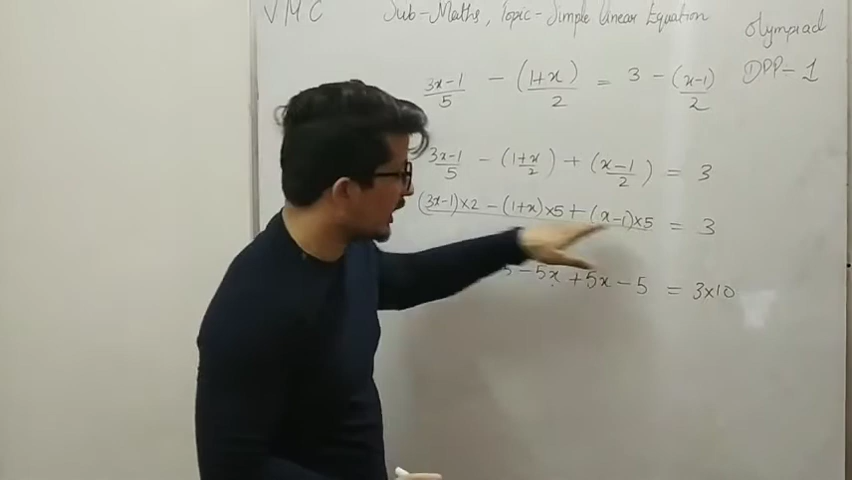 VMC Sub-Maths, Topic-Simple linear Equation
Olympiad
DPP-1
3x-1/5 - (1+x)/2 = 3 - (x-1)/2
3x-1/5 - (1+x/2) + (x-1/2) = 3
(3x-1)×2 - (1+x)×5 + (x-1)×5 = 3
5 - 5x + 5x - 5 = 3×10